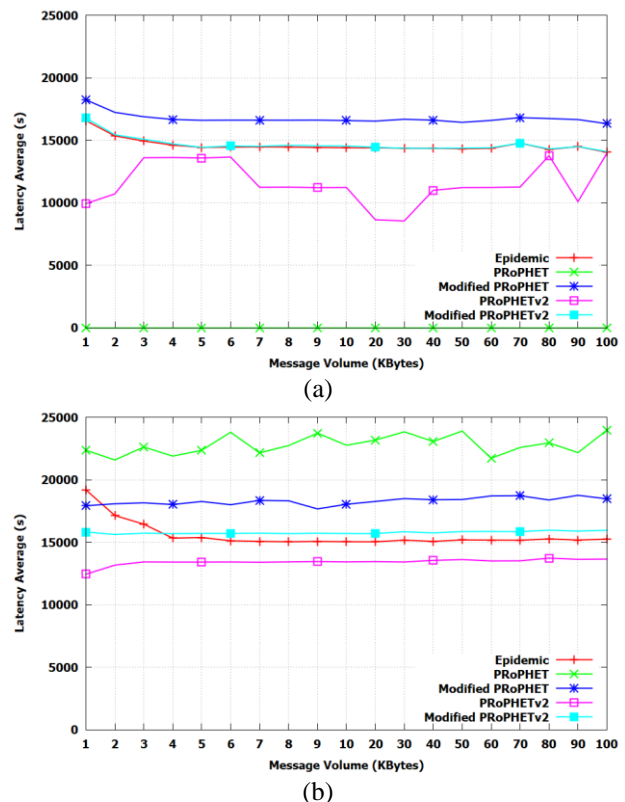 25000
20000
15000
10000
5000
0
Latency Average (s)
Epidemic
PRoPHET
Modified PRoPHET
PRoPHETv2
Modified PRoPHETv2
1 2 3 4 5 6 7 8 9 10 20 30 40 50 60 70 80 90 100
Message Volume (KBytes)
(a)
25000
20000
15000
10000
5000
0
Latency Average (s)
Epidemic
PRoPHET
Modified PRoPHET
PRoPHETv2
Modified PRoPHETv2
1 2 3 4 5 6 7 8 9 10 20 30 40 50 60 70 80 90 100
Message Volume (KBytes)
(b)